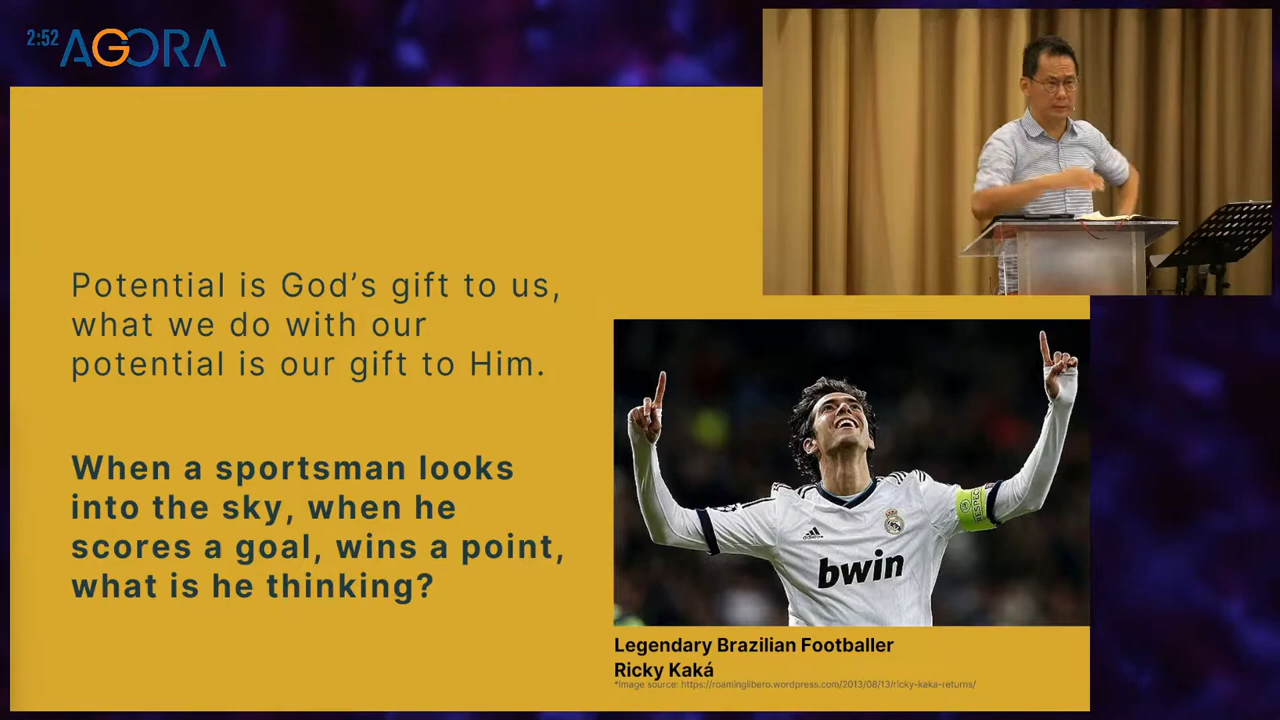 2:52
AGORA
Potential is God’s gift to us,
what we do with our
potential is our gift to Him.
When a sportsman looks
into the sky, when he
scores a goal, wins a point,
what is he thinking?
RESPECT
adidas
bwin
Legendary Brazilian Footballer
Ricky Kaká
*Image source: https://roaminglibero.wordpress.com/2013/08/13/ricky-kaka-returns/